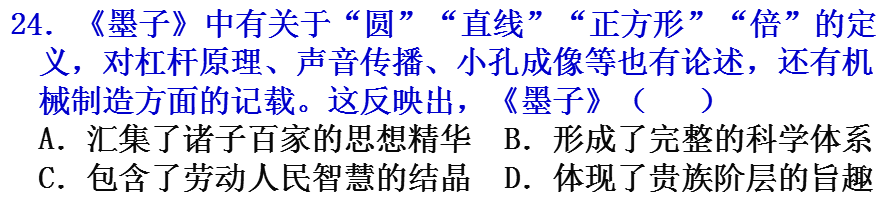 24．《墨子》中有关于“圆”“直线”“正方形”“倍”的定
义，对杠杆原理、声音传播、小孔成像等也有论述，还有机
械制造方面的记载。这反映出，《墨子》（　　）
A．汇集了诸子百家的思想精华　B．形成了完整的科学体系
C．包含了劳动人民智慧的结晶　D．体现了贵族阶层的旨趣